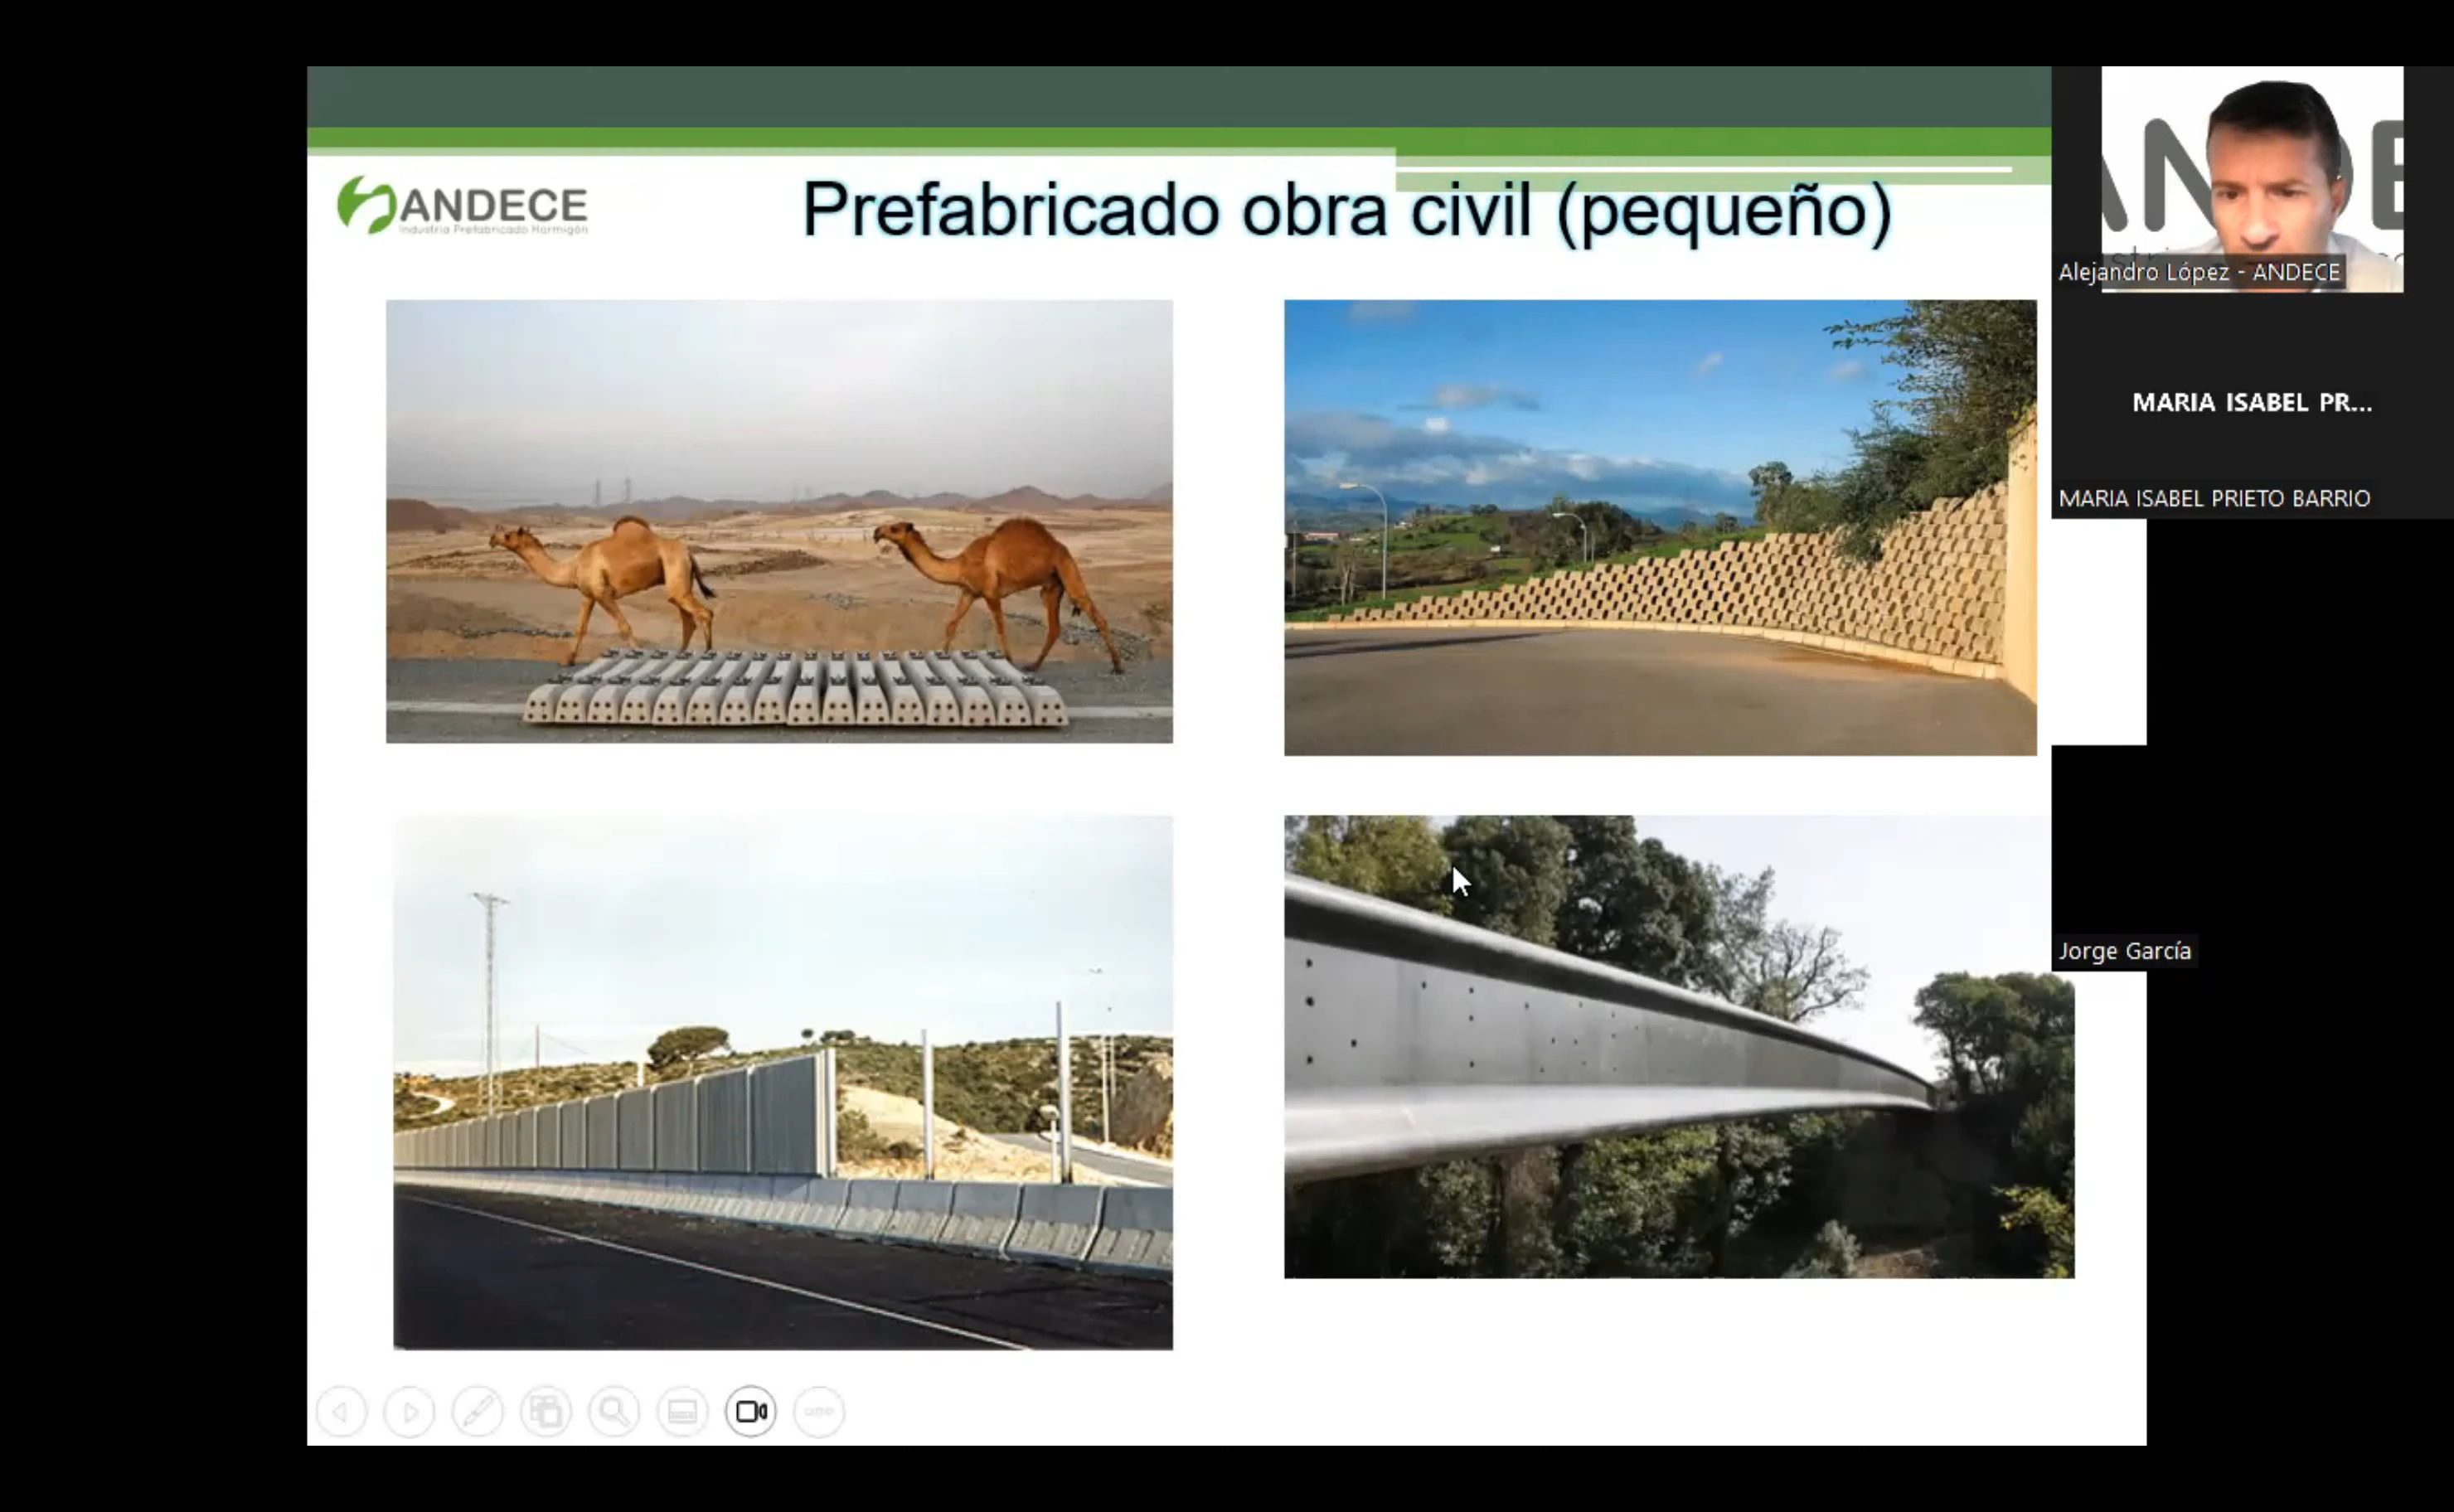 ANDECE
Industria Prefabricado Hormigón
Prefabricado obra civil (pequeño)
Alejandro López - ANDECE
MARIA ISABEL PR...
MARIA ISABEL PRIETO BARRIO
Jorge García